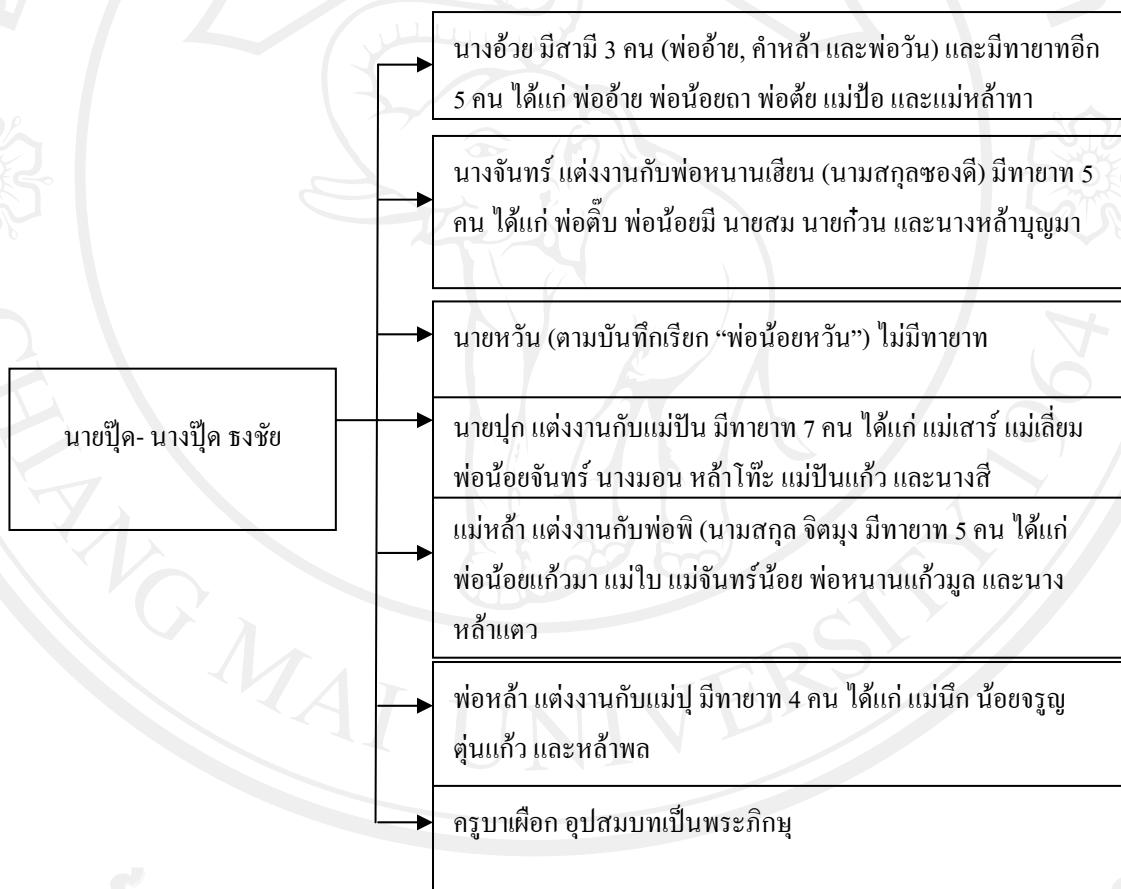 นางอ้วย มีสามี 3 คน (พ่ออ้าย, คำหล้า และพ่อวัน) และมีทายาทอีก
5 คน ได้แก่ พ่ออ้าย พ่อน้อยถา พ่อต้ย แม่ป้อ และแม่หล้าทา
นางจันทร์ แต่งงานกับพ่อหนานเฮียน (นามสกุลซองดี) มีทายาท 5
คน ได้แก่ พ่อติ๊บ พ่อน้อยมี นายสม นายก๋วน และนางหล้าบุญมา
นายหวัน (ตามบันทึกเรียก “พ่อน้อยหวัน”) ไม่มีทายาท
นายปุ๊ด- นางปุ๊ด ธงชัย
นายปุก แต่งงานกับแม่ปัน มีทายาท 7 คน ได้แก่ แม่เสาร์ แม่เลี่ยม
พ่อน้อยจันทร์ นางมอน หล้าโท๊ะ แม่ปันแก้ว และนางสี
แม่หล้า แต่งงานกับพ่อพิ (นามสกุล จิตมุง มีทายาท 5 คน ได้แก่
พ่อน้อยแก้วมา แม่ใบ แม่จันทร์น้อย พ่อหนานแก้วมูล และนาง
หล้าแตว
พ่อหล้า แต่งงานกับแม่ปุ มีทายาท 4 คน ได้แก่ แม่นึก น้อยจรูญ
ตุ่นแก้ว และหล้าพล
ครูบาเผือก อุปสมบทเป็นพระภิกษุ
CHIANG MAI UNIVERSITY 1964